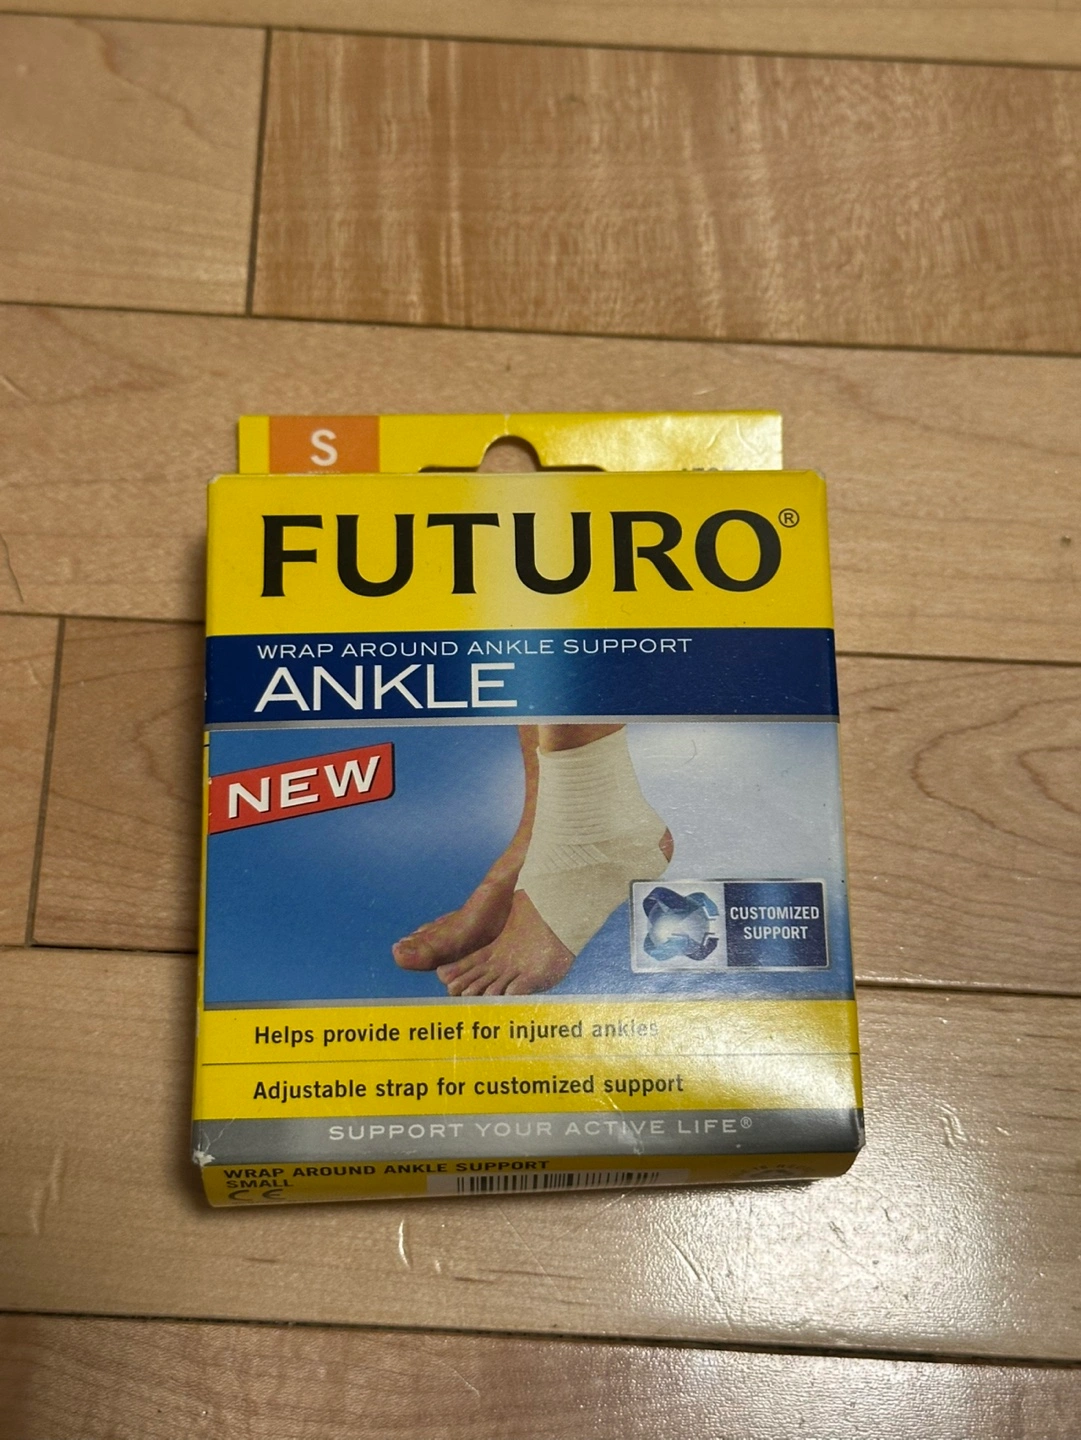 S
FUTURO®
WRAP AROUND ANKLE SUPPORT
ANKLE
NEW
CUSTOMIZED
SUPPORT
Helps provide relief for injured ankles
Adjustable strap for customized support
SUPPORT YOUR ACTIVE LIFE®
WRAP AROUND ANKLE SUPPORT
SMALL
CE